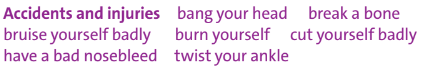 Accidents and injuries bang your head break a bone
bruise yourself badly burn yourself cut yourself badly
have a bad nosebleed twist your ankle